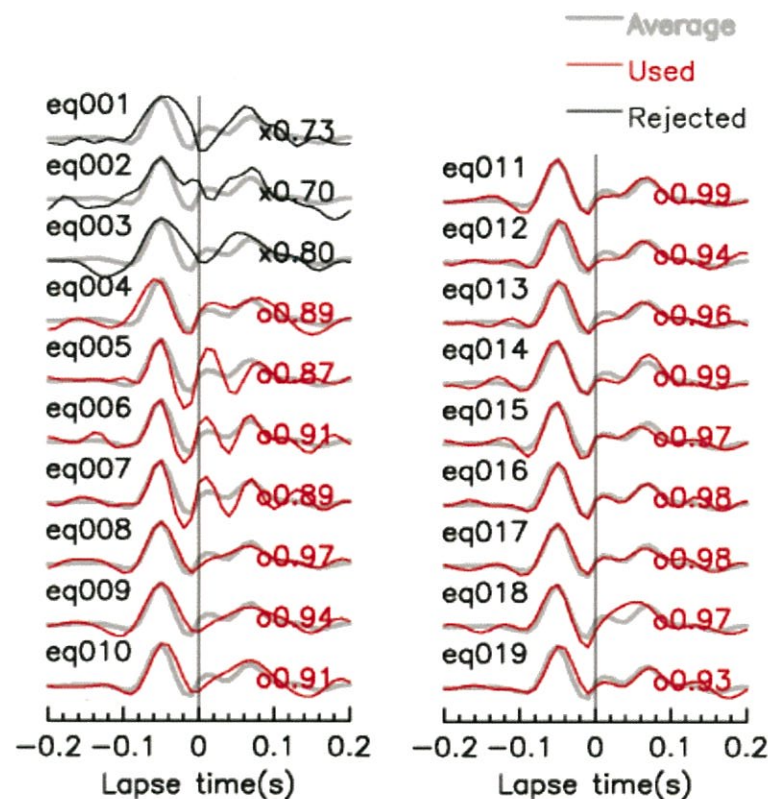 Average
Used
Rejected
eq001
x0.73
eq002
x0.70
eq003
x0.80
eq004
o0.89
eq005
o0.87
eq006
o0.91
eq007
o0.89
eq008
o0.97
eq009
o0.94
eq010
o0.91
-0.2 -0.1 0 0.1 0.2
Lapse time(s)
eq011
o0.99
eq012
o0.94
eq013
o0.96
eq014
o0.99
eq015
o0.97
eq016
o0.98
eq017
o0.98
eq018
o0.97
eq019
o0.93
-0.2 -0.1 0 0.1 0.2
Lapse time(s)